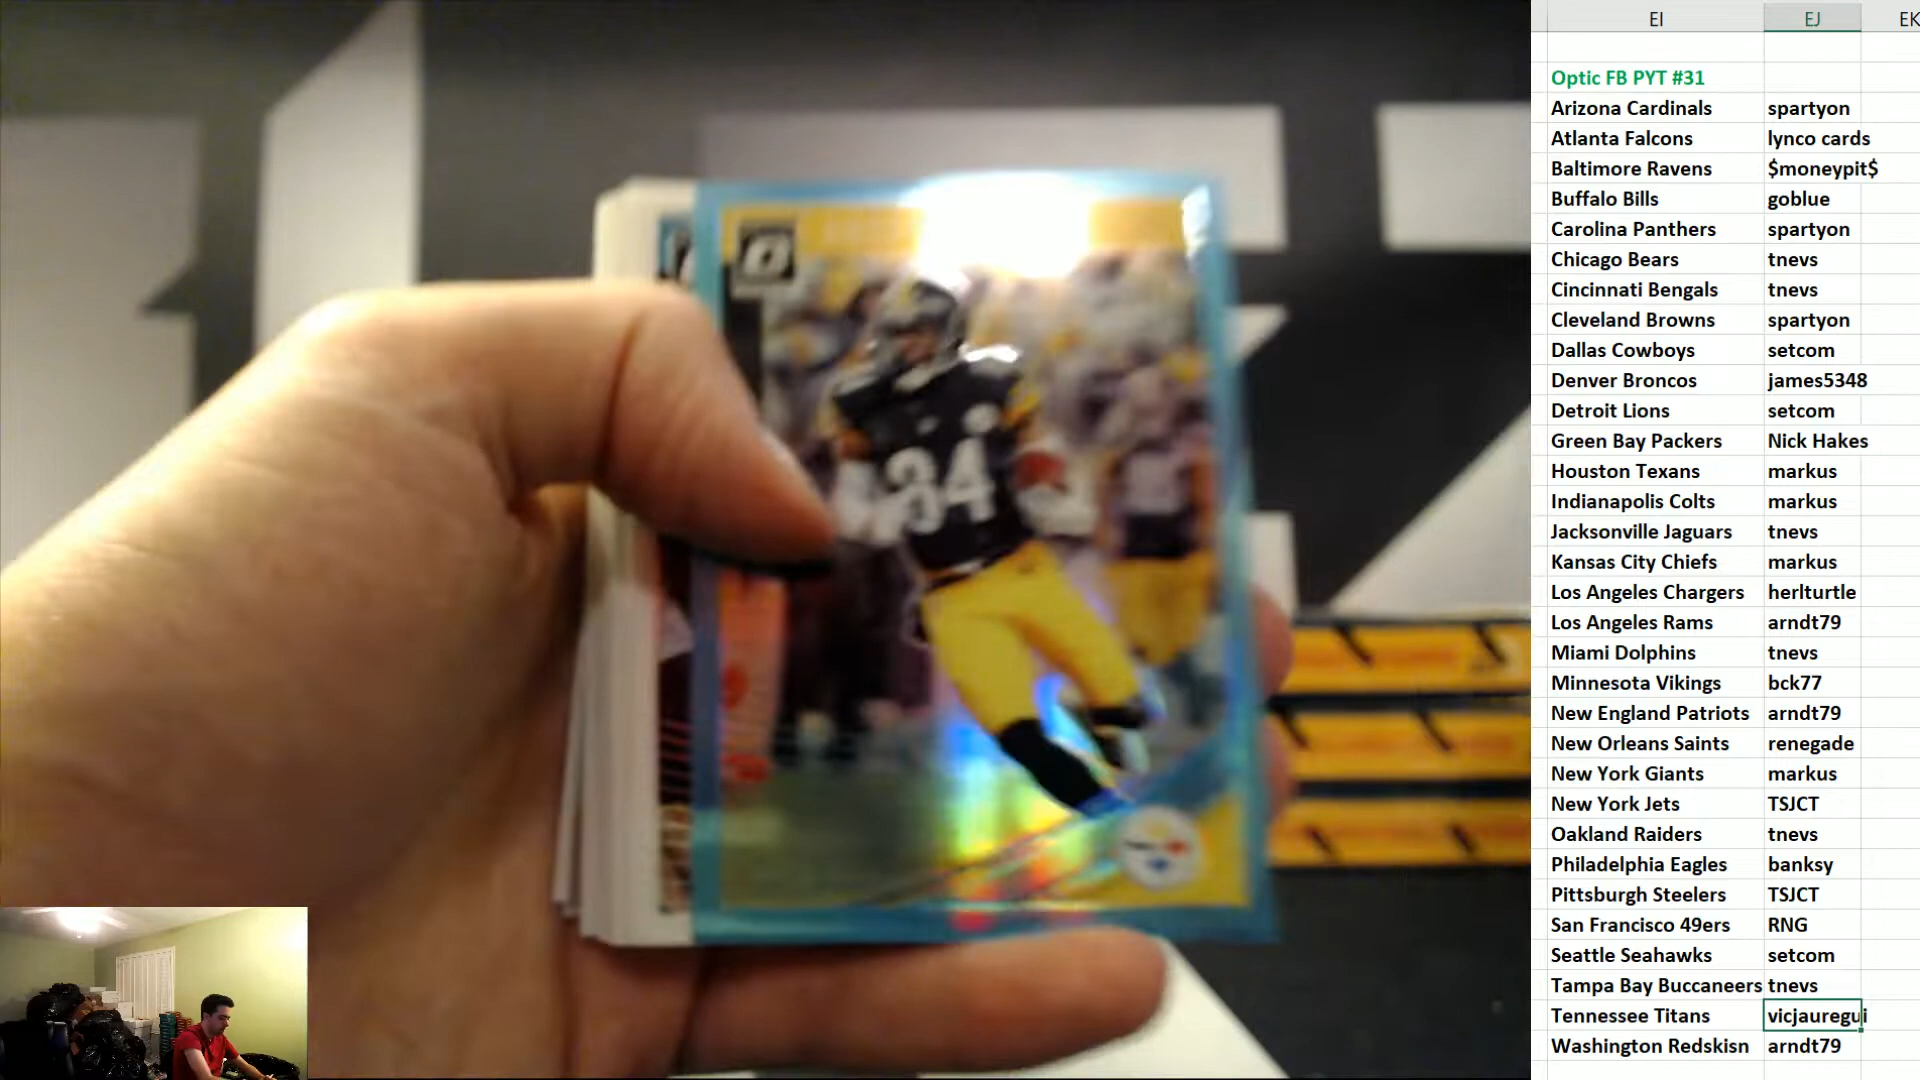 EI EJ EK
Optic FB PYT #31
Arizona Cardinals spartyon
Atlanta Falcons lynco cards
Baltimore Ravens $moneypit$
Buffalo Bills goblue
Carolina Panthers spartyon
Chicago Bears tnevs
Cincinnati Bengals tnevs
Cleveland Browns spartyon
Dallas Cowboys setcom
Denver Broncos james5348
Detroit Lions setcom
Green Bay Packers Nick Hakes
Houston Texans markus
Indianapolis Colts markus
Jacksonville Jaguars tnevs
Kansas City Chiefs markus
Los Angeles Chargers herlturtle
Los Angeles Rams arndt79
Miami Dolphins tnevs
Minnesota Vikings bck77
New England Patriots arndt79
New Orleans Saints renegade
New York Giants markus
New York Jets TSJCT
Oakland Raiders tnevs
Philadelphia Eagles banksy
Pittsburgh Steelers TSJCT
San Francisco 49ers RNG
Seattle Seahawks setcom
Tampa Bay Buccaneers tnevs
Tennessee Titans vicjauregui
Washington Redskisn arndt79
34